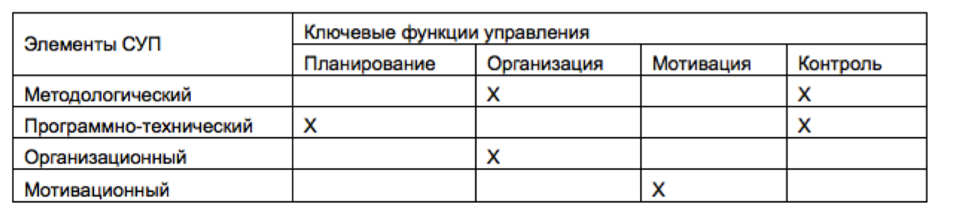 Элементы СУП
Ключевые функции управления
Планирование Организация Мотивация Контроль
Методологический X X
Программно-технический X X
Организационный X
Мотивационный X